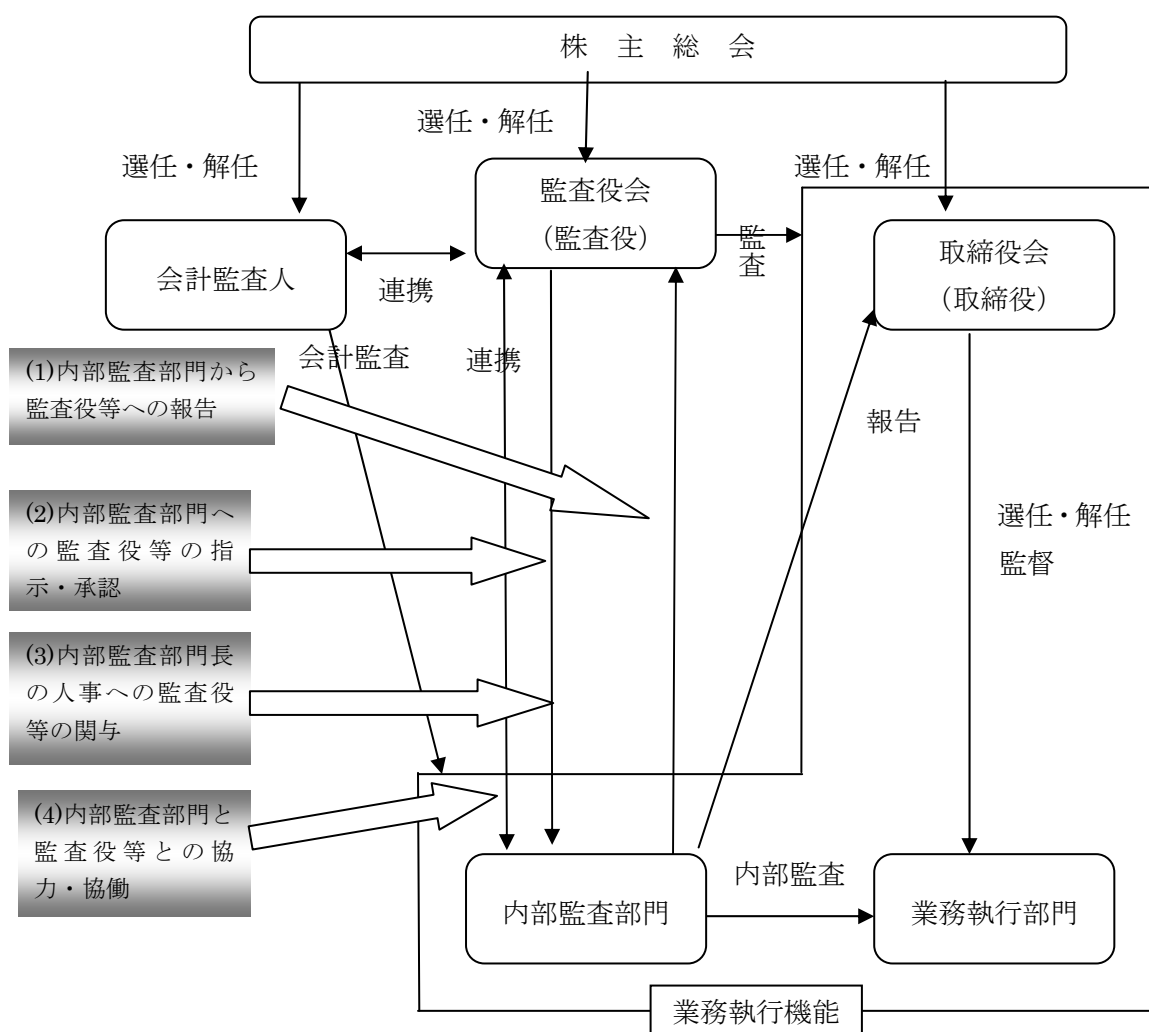 株 主 総 会
選任・解任
選任・解任
選任・解任
監査役会
(監査役)
監
査
取締役会
(取締役)
会計監査人
連携
会計監査
連携
(1)内部監査部門から
監査役等への報告
報告
(2)内部監査部門へ
の監査役等の指
示・承認
選任・解任
監督
(3)内部監査部門長
の人事への監査役
等の関与
(4)内部監査部門と
監査役等との協
力・協働
内部監査部門
内部監査
業務執行部門
業務執行機能